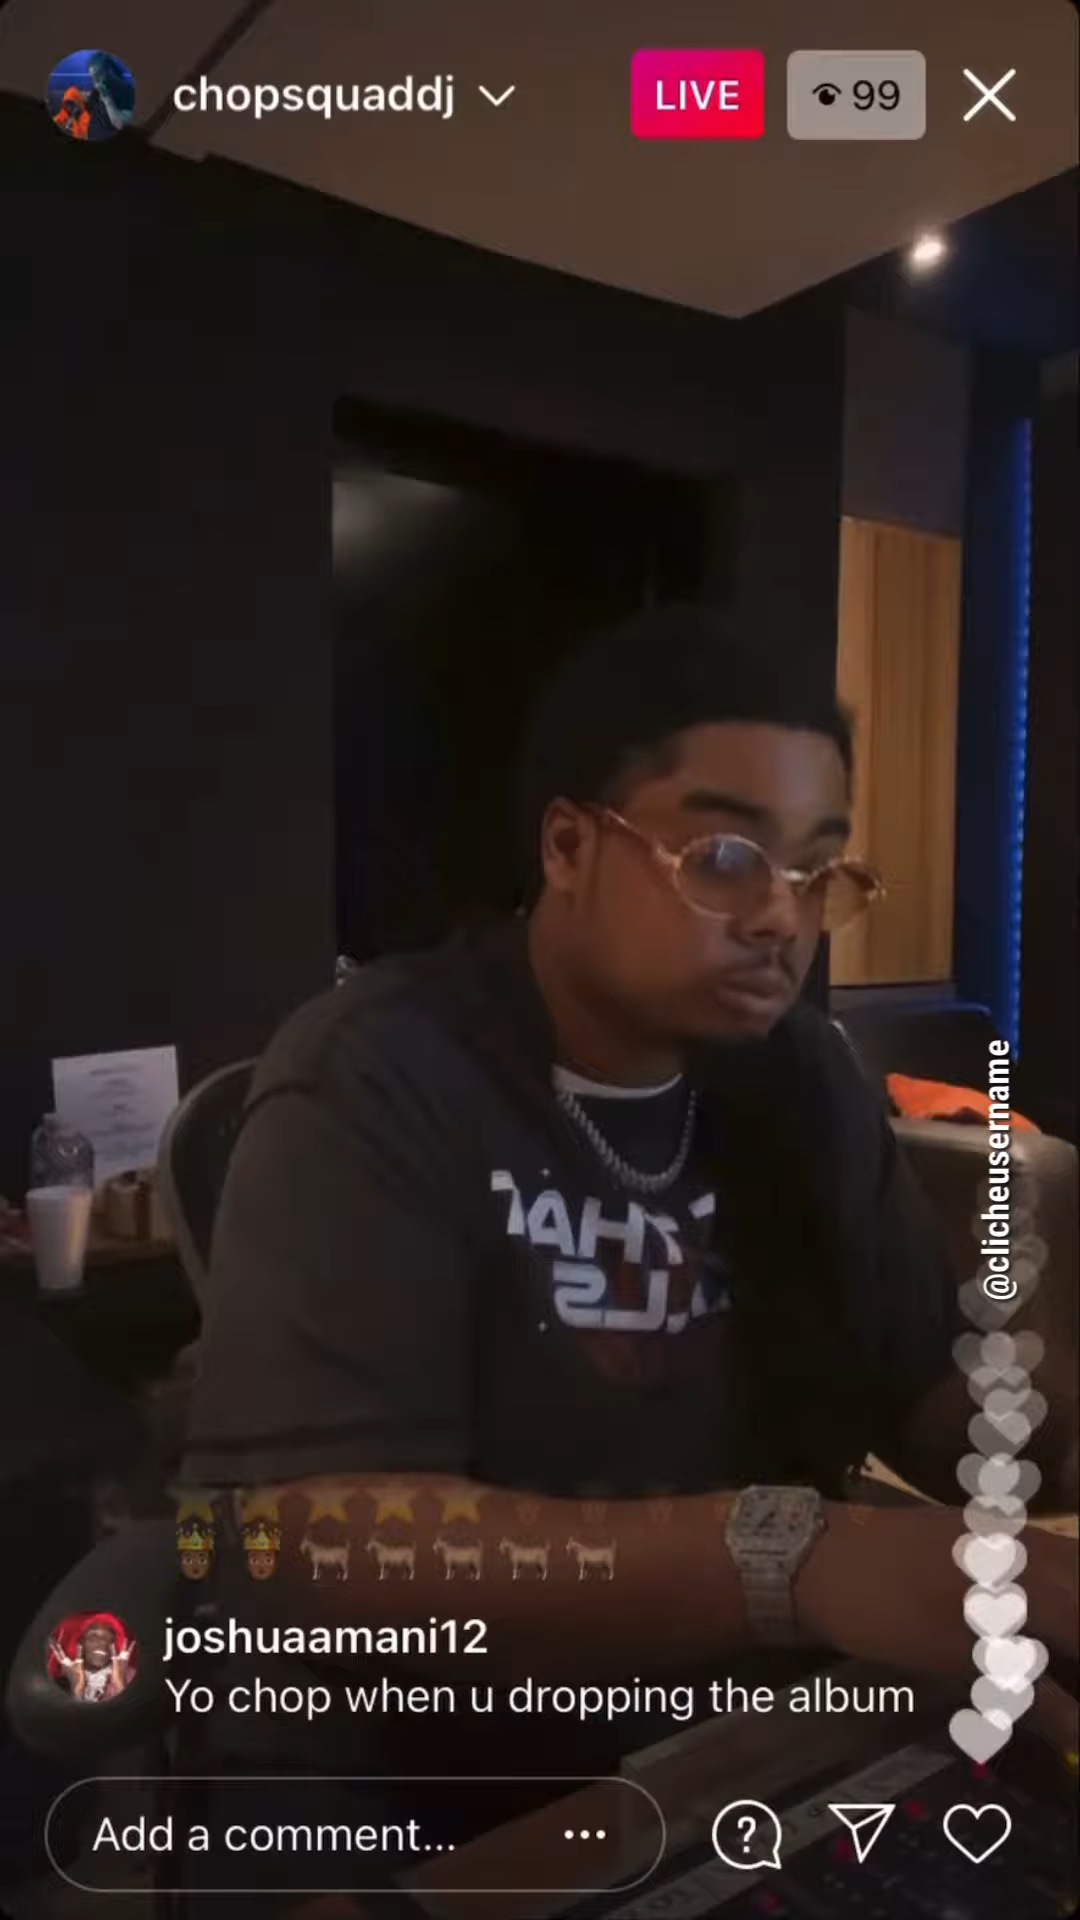 chopsquaddj
LIVE
99
@clicheusername
joshuaamani12
Yo chop when u dropping the album
Add a comment...